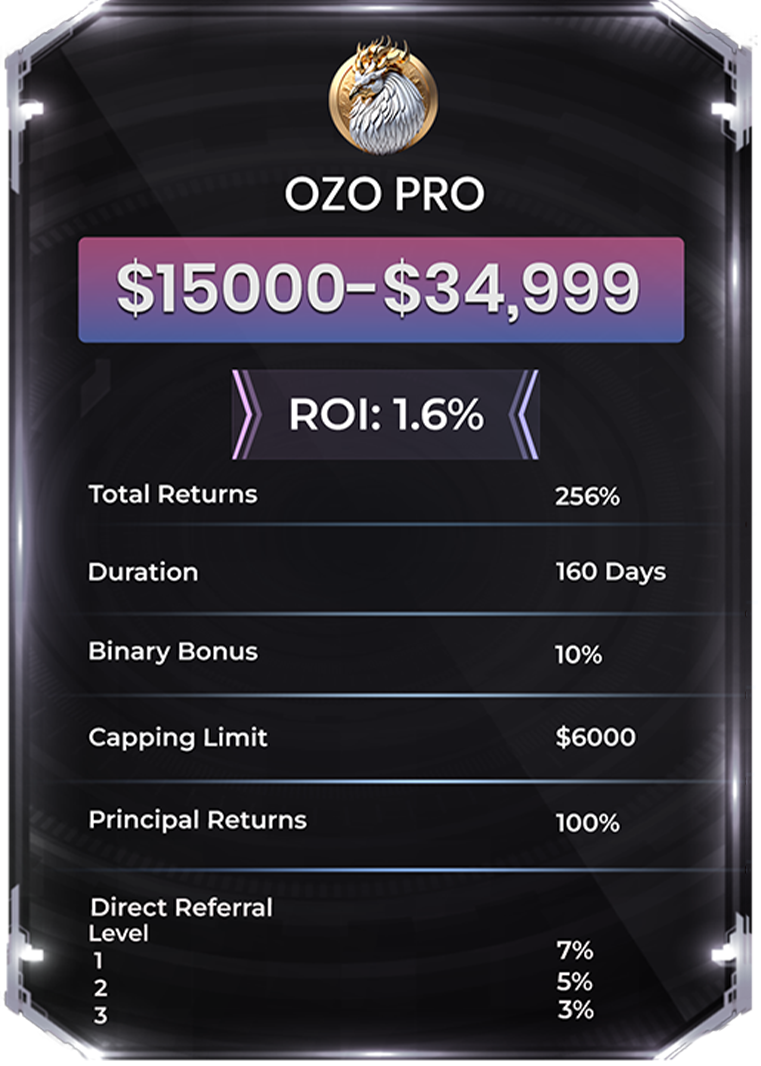 OZO PRO
$15000-$34,999
ROI: 1.6%
Total Returns 256%
Duration 160 Days
Binary Bonus 10%
Capping Limit $6000
Principal Returns 100%
Direct Referral
Level
1 7%
2 5%
3 3%